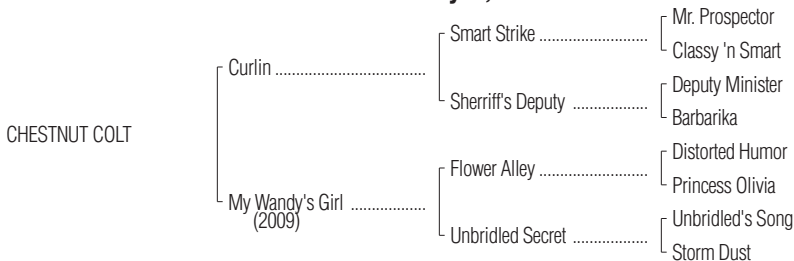 Mr. Prospector
Smart Strike ......................
Classy 'n Smart
Curlin ..................................
Deputy Minister
Sherriff's Deputy .................
Barbarika
CHESTNUT COLT
Distorted Humor
Flower Alley .......................
Princess Olivia
My Wandy's Girl .................
(2009)
Unbridled's Song
Unbridled Secret .................
Storm Dust